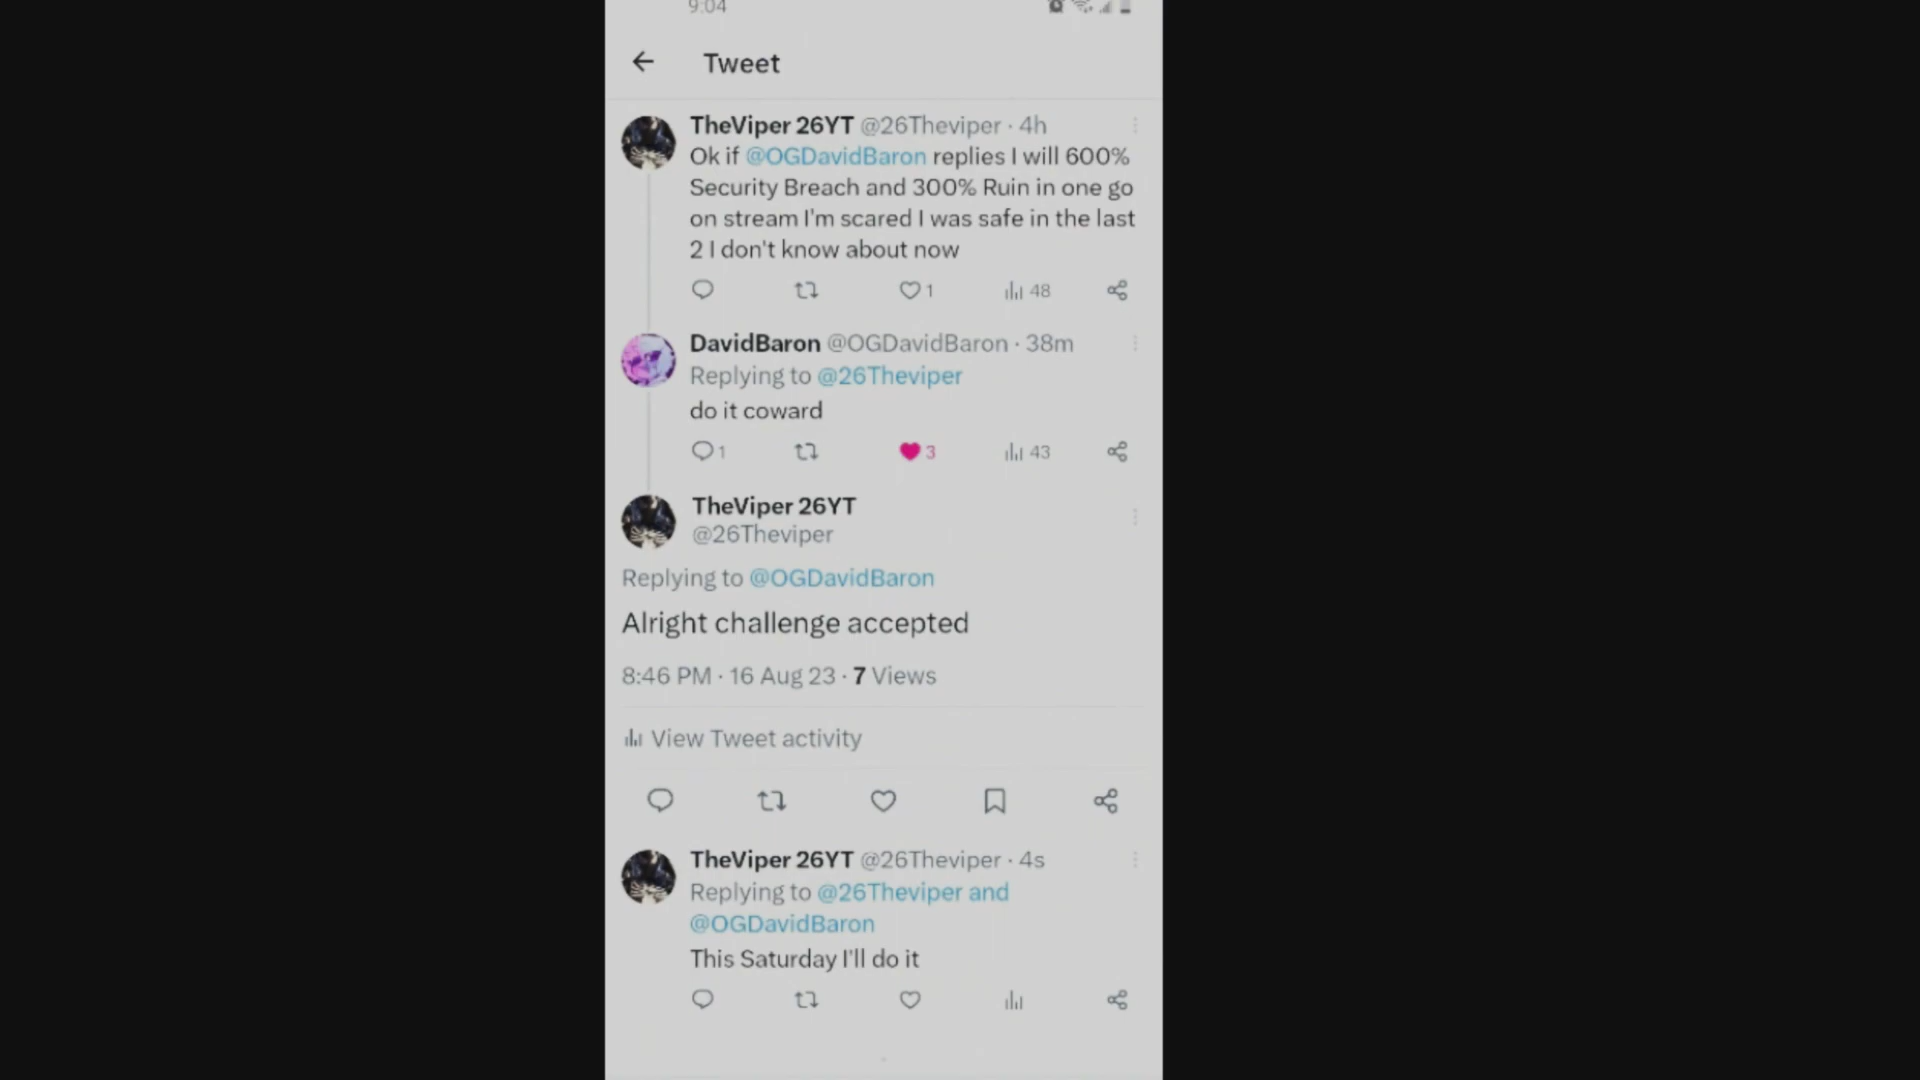 9:04
Tweet
TheViper 26YT @26Theviper · 4h
Ok if @OGDavidBaron replies I will 600%
Security Breach and 300% Ruin in one go
on stream I'm scared I was safe in the last
2 I don't know about now
1 48
DavidBaron @OGDavidBaron · 38m
Replying to @26Theviper
do it coward
1 3 43
TheViper 26YT
@26Theviper
Replying to @OGDavidBaron
Alright challenge accepted
8:46 PM · 16 Aug 23 · 7 Views
View Tweet activity
TheViper 26YT @26Theviper · 4s
Replying to @26Theviper and
@OGDavidBaron
This Saturday I'll do it